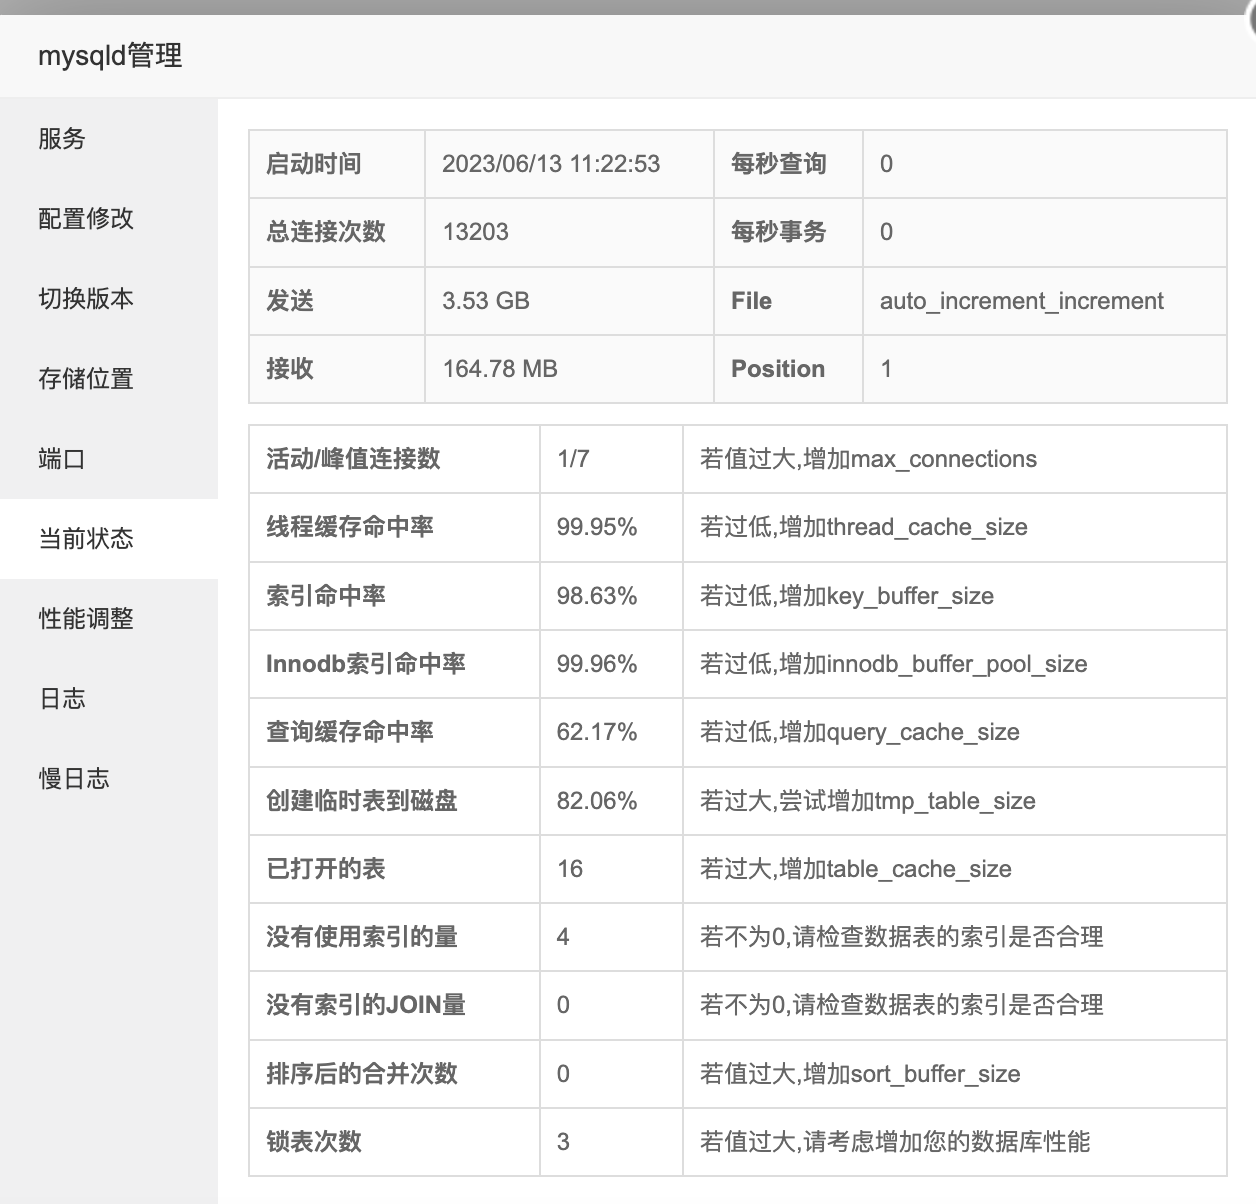 mysqld管理
服务
配置修改
切换版本
存储位置
端口
当前状态
性能调整
日志
慢日志
启动时间 2023/06/13 11:22:53 每秒查询 0
总连接次数 13203 每秒事务 0
发送 3.53 GB File auto_increment_increment
接收 164.78 MB Position 1
活动/峰值连接数 1/7 若值过大,增加max_connections
线程缓存命中率 99.95% 若过低,增加thread_cache_size
索引命中率 98.63% 若过低,增加key_buffer_size
Innodb索引命中率 99.96% 若过低,增加innodb_buffer_pool_size
查询缓存命中率 62.17% 若过低,增加query_cache_size
创建临时表到磁盘 82.06% 若过大,尝试增加tmp_table_size
已打开的表 16 若过大,增加table_cache_size
没有使用索引的量 4 若不为0,请检查数据表的索引是否合理
没有索引的JOIN量 0 若不为0,请检查数据表的索引是否合理
排序后的合并次数 0 若值过大,增加sort_buffer_size
锁表次数 3 若值过大,请考虑增加您的数据库性能